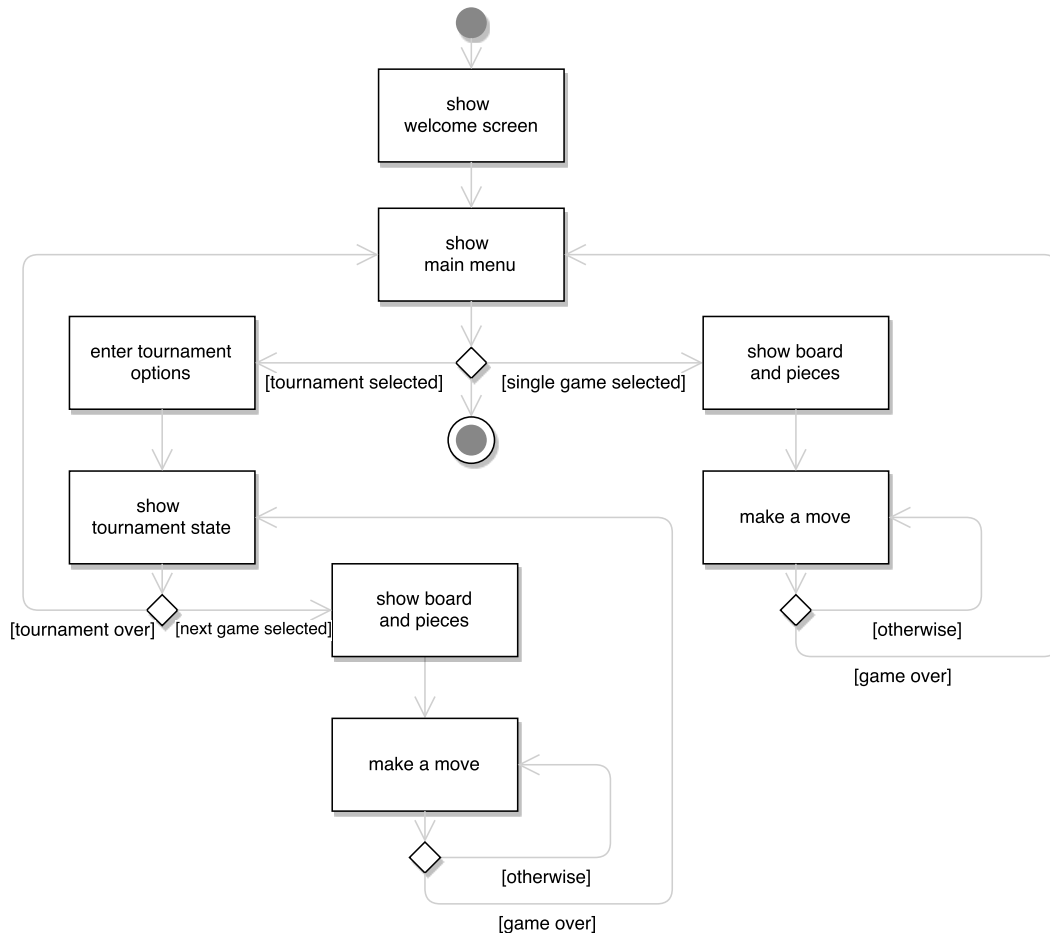 show
welcome screen
show
main menu
enter tournament
options
[tournament selected]
[single game selected]
show board
and pieces
show
tournament state
make a move
[tournament over]
[next game selected]
show board
and pieces
[otherwise]
[game over]
make a move
[otherwise]
[game over]